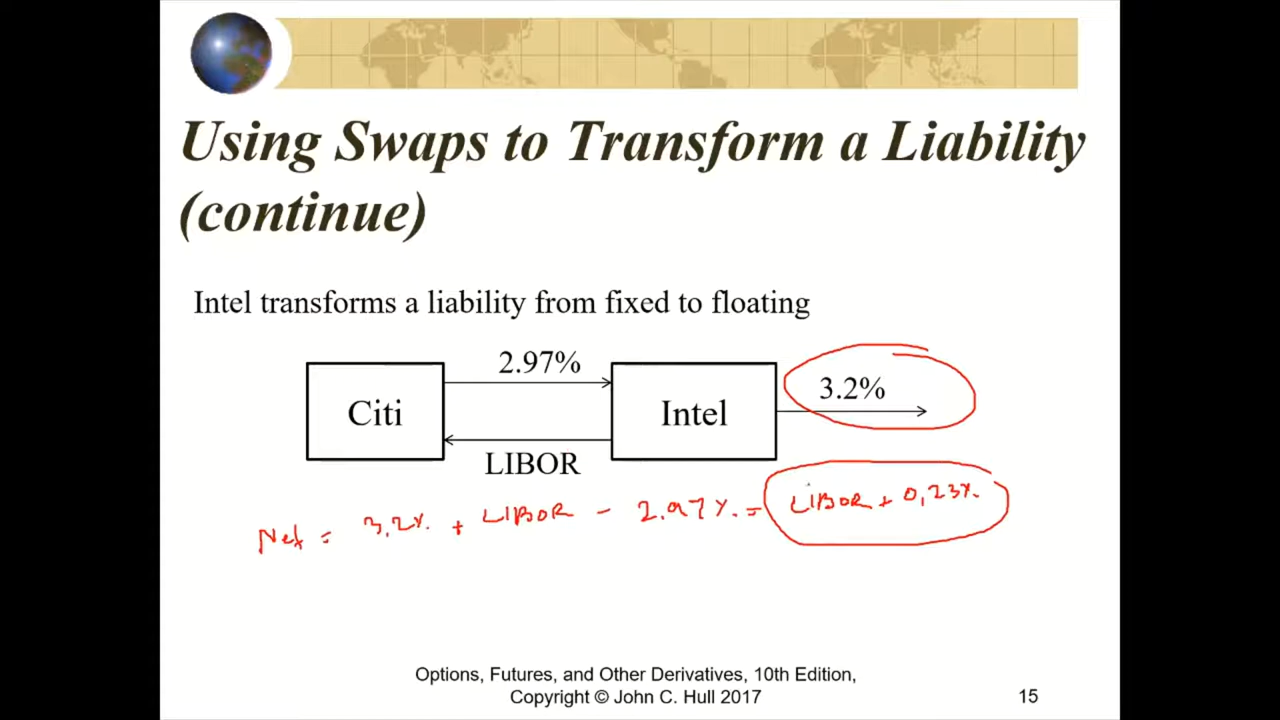 Using Swaps to Transform a Liability
(continue)
Intel transforms a liability from fixed to floating
2.97%
Citi
Intel
3.2%
LIBOR
Net = 3,2%. + LIBOR - 2.97%. = LIBOR + 0,23%.
Options, Futures, and Other Derivatives, 10th Edition,
Copyright © John C. Hull 2017
15